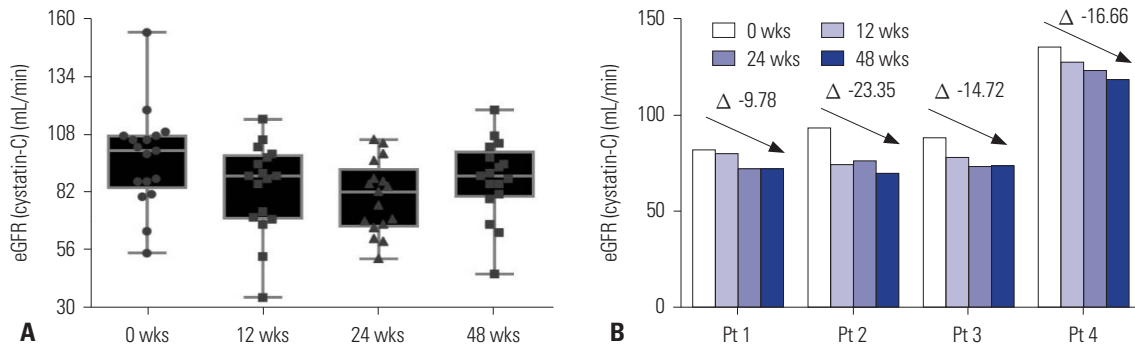 160
134
108
82
56
30
eGFR (cystatin-C) (mL/min)
0 wks
12 wks
24 wks
48 wks
A
150
100
50
0
eGFR (cystatin-C) (mL/min)
0 wks
12 wks
24 wks
48 wks
Δ -9.78
Δ -23.35
Δ -14.72
Δ -16.66
Pt 1
Pt 2
Pt 3
Pt 4
B